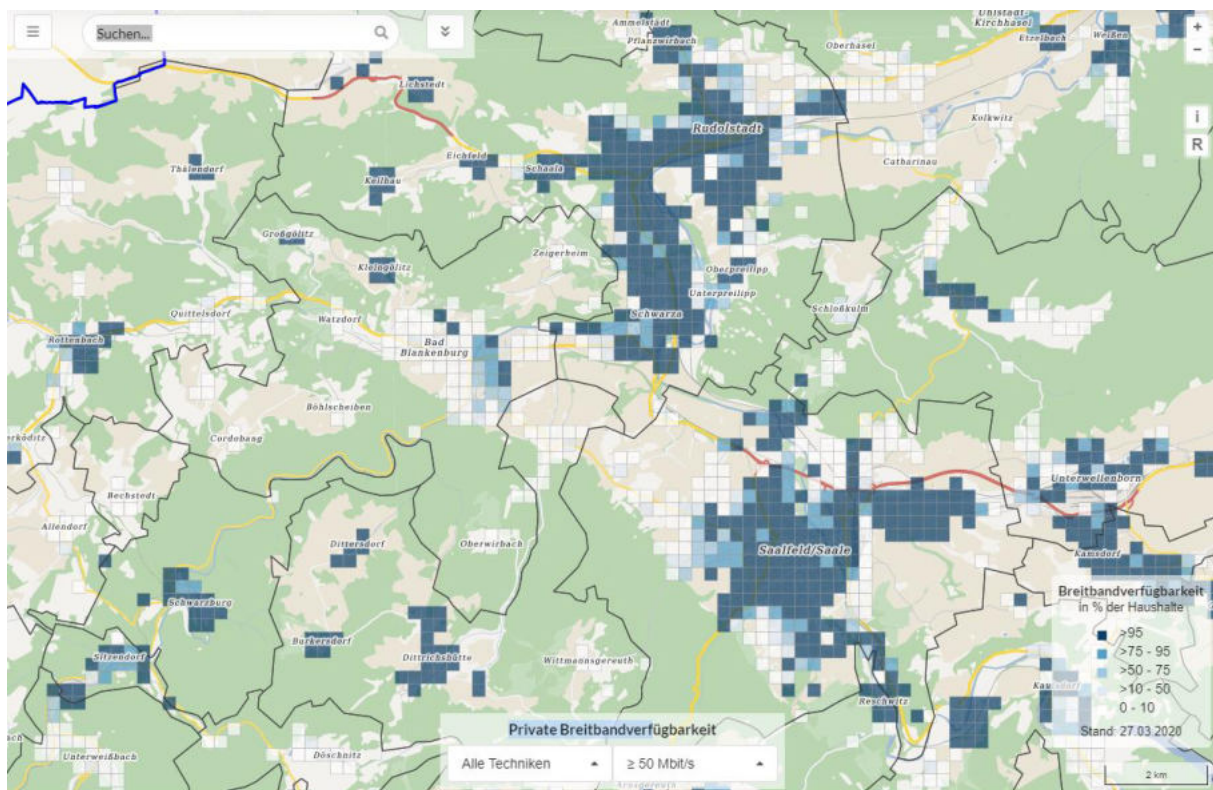 Suchen...
Ammelstädt
Pflanzwirbach
Oberhasel
Uhlstädt-
Kirchhasel
Etzelbach
Weißen
+
−
Lichstedt
Rudolstadt
Kolkwitz
i
R
Eichfeld
Schaala
Catharinau
Thälendorf
Keilhau
Großgölitz
Zeigerheim
Kleingölitz
Oberpreilipp
Unterpreilipp
Quittelsdorf
Watzdorf
Schwarza
Schloßkulm
Rottenbach
Bad
Blankenburg
Böhlscheiben
Cordobang
Bechstedt
Unterwellenborn
Allendorf
Dittersdorf
Oberwirbach
Saalfeld/Saale
Kamsdorf
Schwarzburg
Burkersdorf
Dittrichshütte
Wittmannsgereuth
Sitzendorf
Reschwitz
Kaulsdorf
Unterweißbach
Döschnitz
Breitbandverfügbarkeit
in % der Haushalte
>95
>75 - 95
>50 - 75
>10 - 50
0 - 10
Stand: 27.03.2020
Private Breitbandverfügbarkeit
Alle Techniken
≥ 50 Mbit/s
2 km